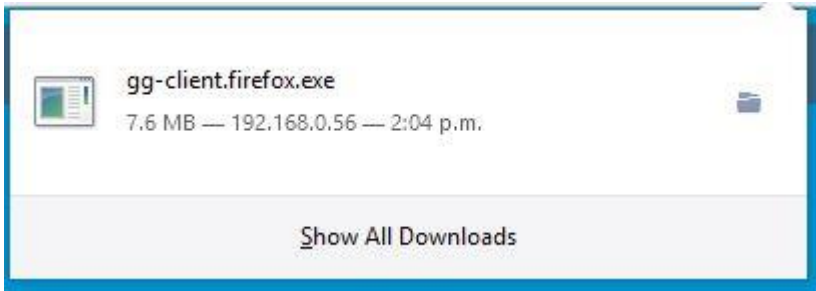 gg-client.firefox.exe
7.6 MB — 192.168.0.56 — 2:04 p.m.
Show All Downloads